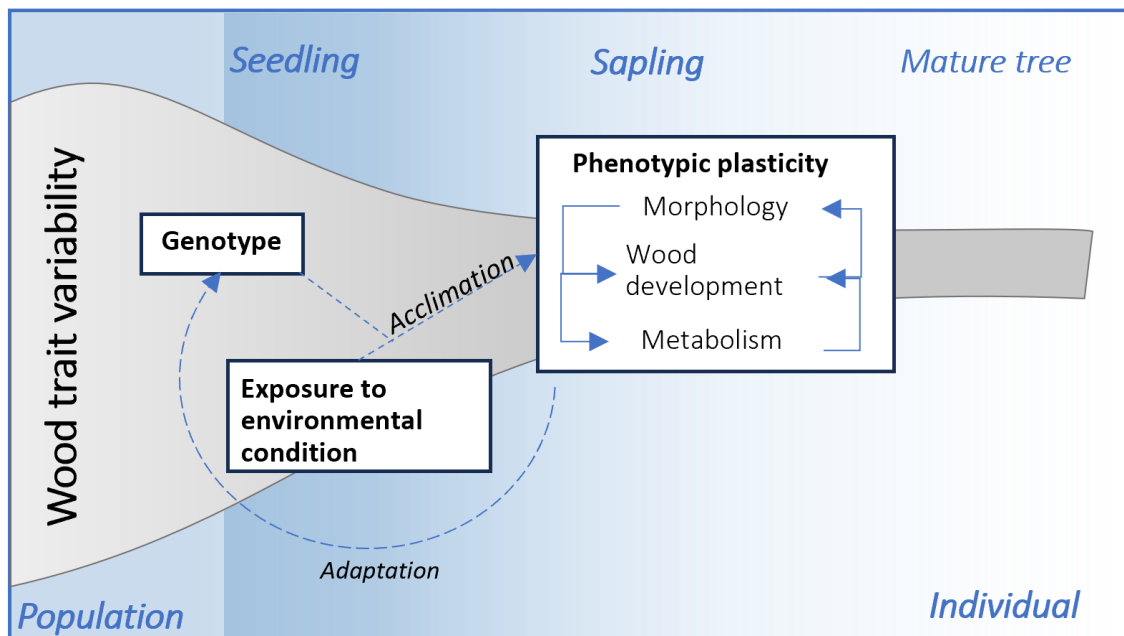 Seedling
Sapling
Mature tree
Wood trait variability
Genotype
Acclimation
Phenotypic plasticity
Morphology
Wood
development
Metabolism
Exposure to
environmental
condition
Adaptation
Population
Individual